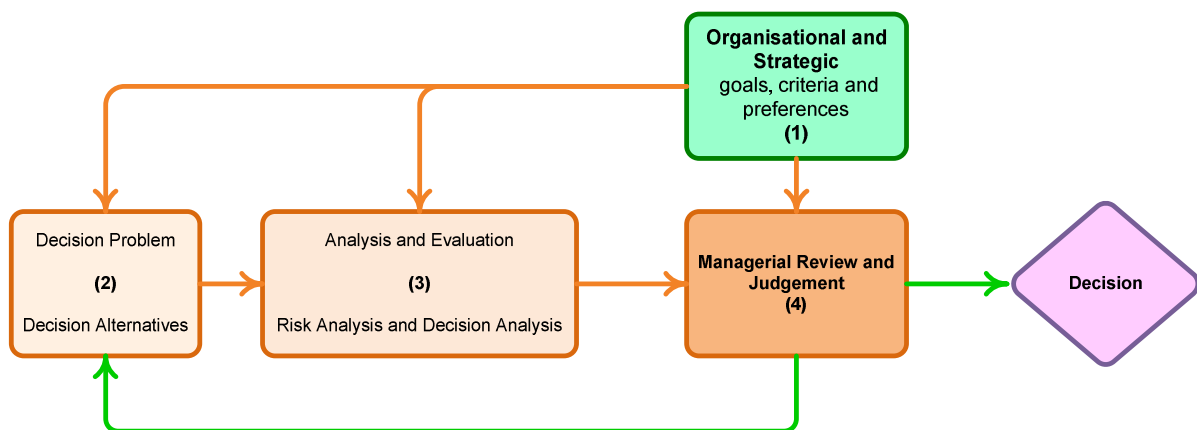 Organisational and
Strategic
goals, criteria and
preferences
(1)
Decision Problem
(2)
Decision Alternatives
Analysis and Evaluation
(3)
Risk Analysis and Decision Analysis
Managerial Review and
Judgement
(4)
Decision